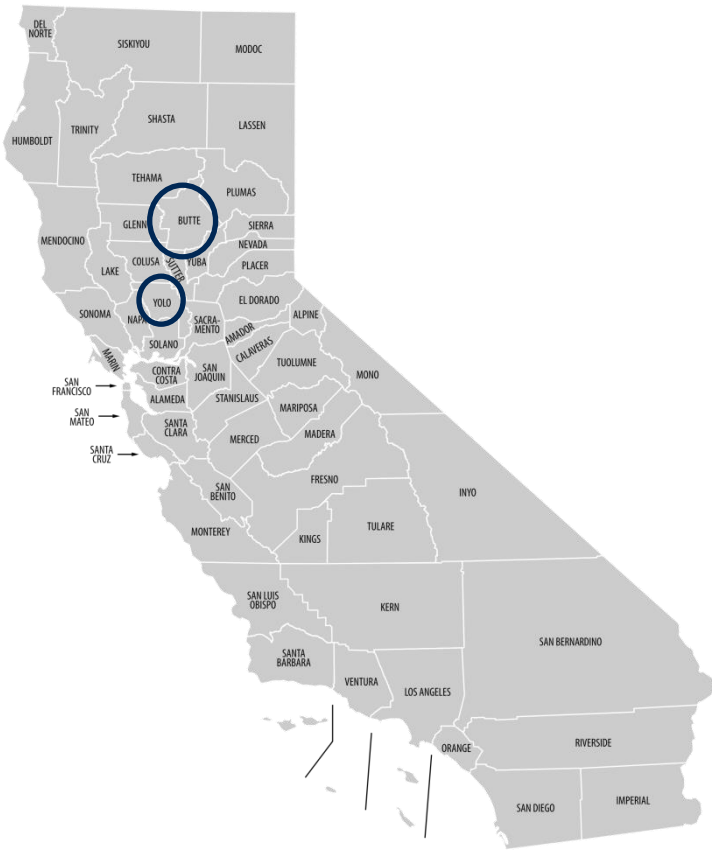 DEL
NORTE
SISKIYOU
MODOC
HUMBOLDT
TRINITY
SHASTA
LASSEN
TEHAMA
PLUMAS
MENDOCINO
GLENN
BUTTE
SIERRA
NEVADA
LAKE
COLUSA
SUTTER
YUBA
PLACER
SONOMA
NAPA
YOLO
EL DORADO
SACRA-
MENTO
ALPINE
AMADOR
SOLANO
CALAVERAS
MARIN
CONTRA
COSTA
SAN
JOAQUIN
TUOLUMNE
MONO
SAN
FRANCISCO
ALAMEDA
STANISLAUS
MARIPOSA
SAN
MATEO
SANTA
CLARA
MERCED
MADERA
SANTA
CRUZ
SAN
BENITO
FRESNO
INYO
MONTEREY
KINGS
TULARE
SAN LUIS
OBISPO
KERN
SAN BERNARDINO
SANTA
BARBARA
VENTURA
LOS ANGELES
ORANGE
RIVERSIDE
SAN DIEGO
IMPERIAL